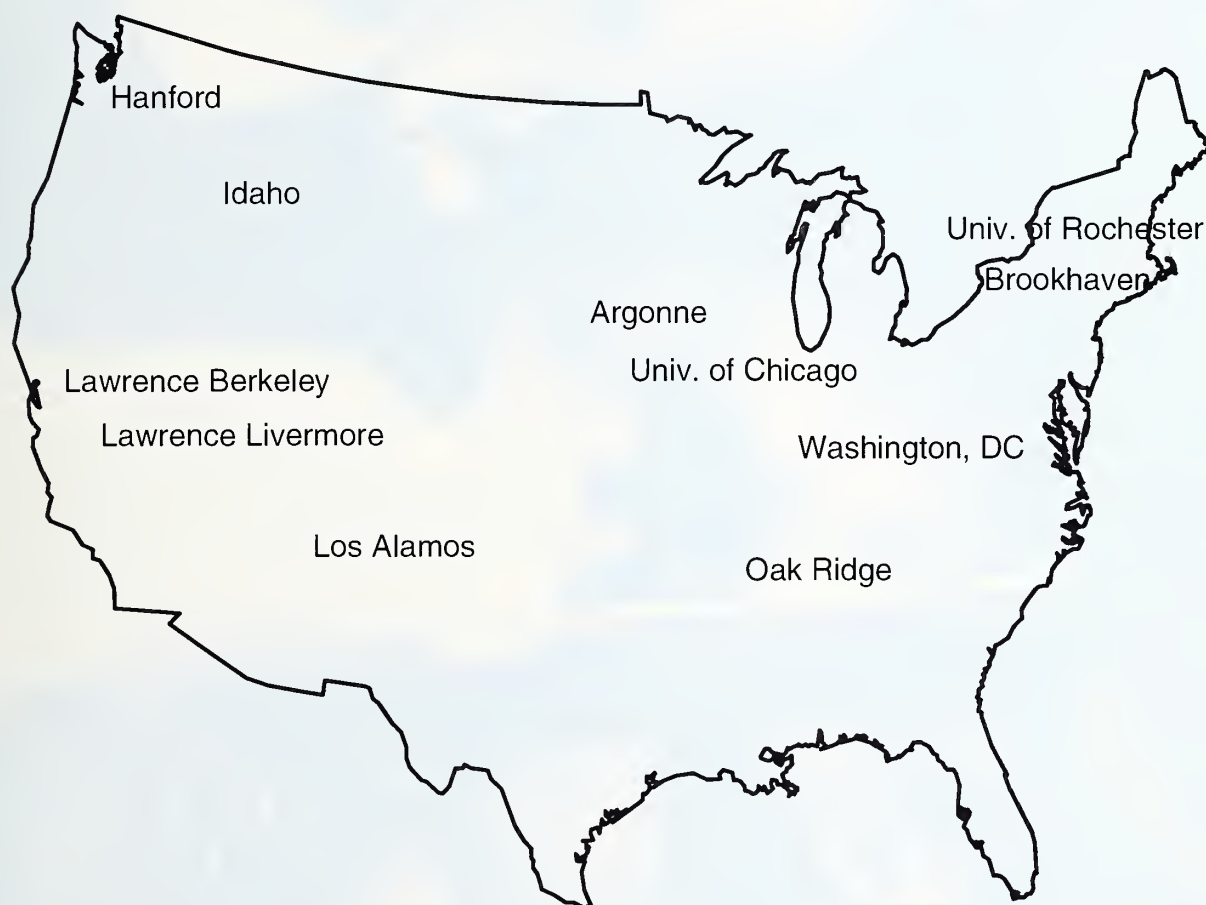 Hanford
Idaho
Univ. of Rochester
Brookhaven
Argonne
Univ. of Chicago
Lawrence Berkeley
Lawrence Livermore
Washington, DC
Los Alamos
Oak Ridge